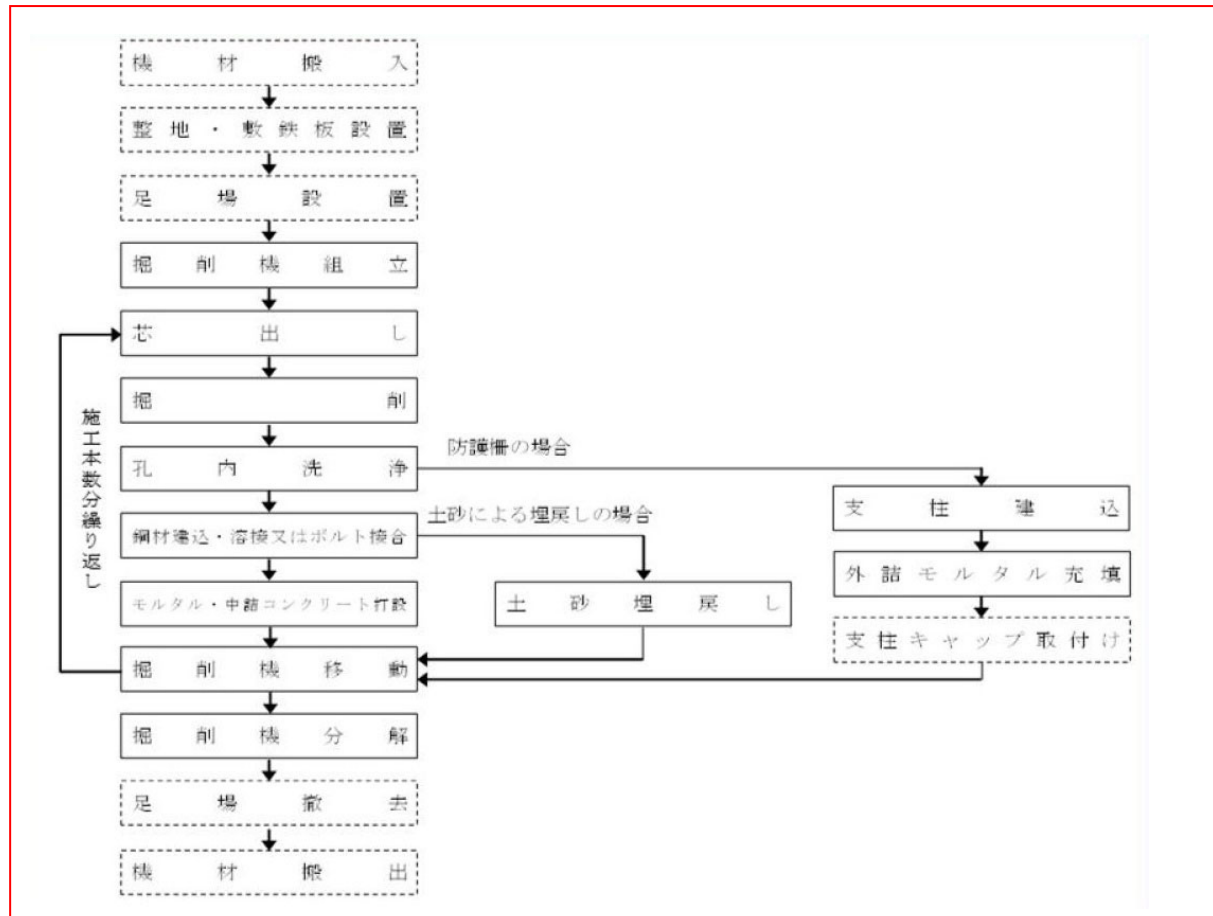 機材搬入
整地・敷鉄板設置
足場設置
掘削機組立
芯出し
掘削
孔内洗浄
防護柵の場合
鋼材建込・溶接又はボルト接合
土砂による埋戻しの場合
支柱建込
外詰モルタル充填
モルタル・中詰コンクリート打設
土砂埋戻し
支柱キャップ取付け
掘削機移動
施工本数分繰り返し
掘削機分解
足場撤去
機材搬出